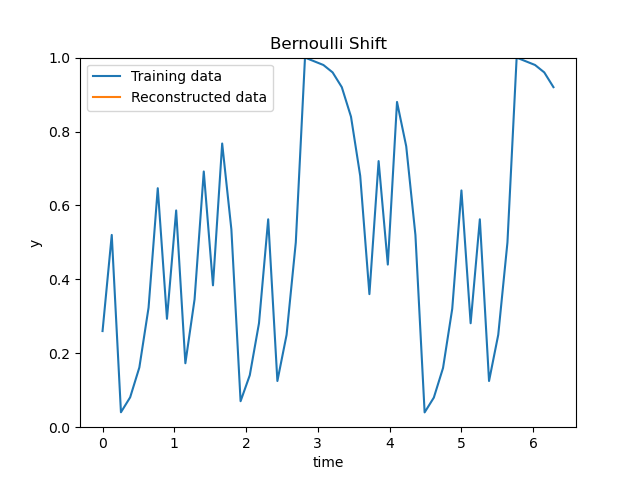 Bernoulli Shift
Training data
Reconstructed data
1.0
0.8
0.6
0.4
0.2
0.0
y
0 1 2 3 4 5 6
time